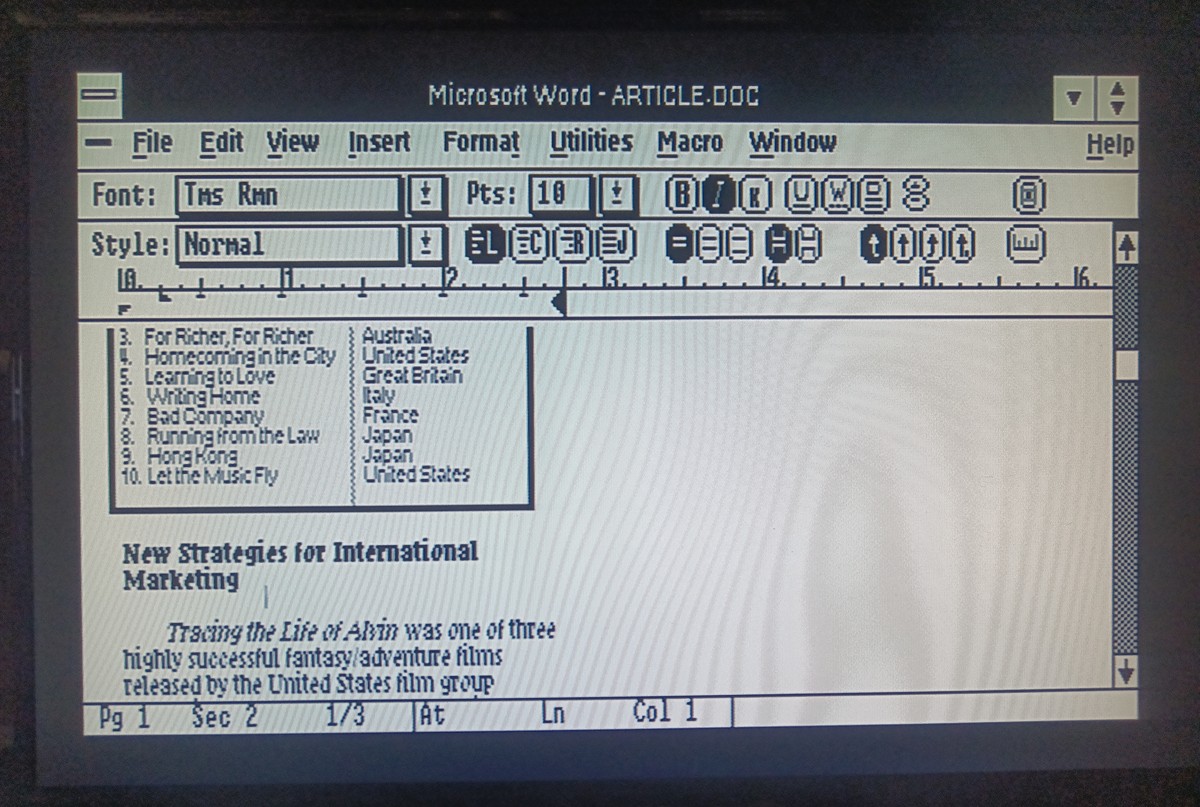 Microsoft Word - ARTICLE.DOC
File Edit View Insert Format Utilities Macro Window Help
Font: Tms Rmn Pts: 10 B I K U W D
Style: Normal L C R J
0 1 2 3 4 5 6
3. For Richer, For Richer Australia
4. Homecoming in the City United States
5. Learning to Love Great Britain
6. Writing Home Italy
7. Bad Company France
8. Running from the Law Japan
9. Hong Kong Japan
10. Let the Music Fly United States
New Strategies for International
Marketing
Tracing the Life of Alvin was one of three
highly successful fantasy/adventure films
released by the United States film group
Pg 1 Sec 2 1/3 At Ln Col 1